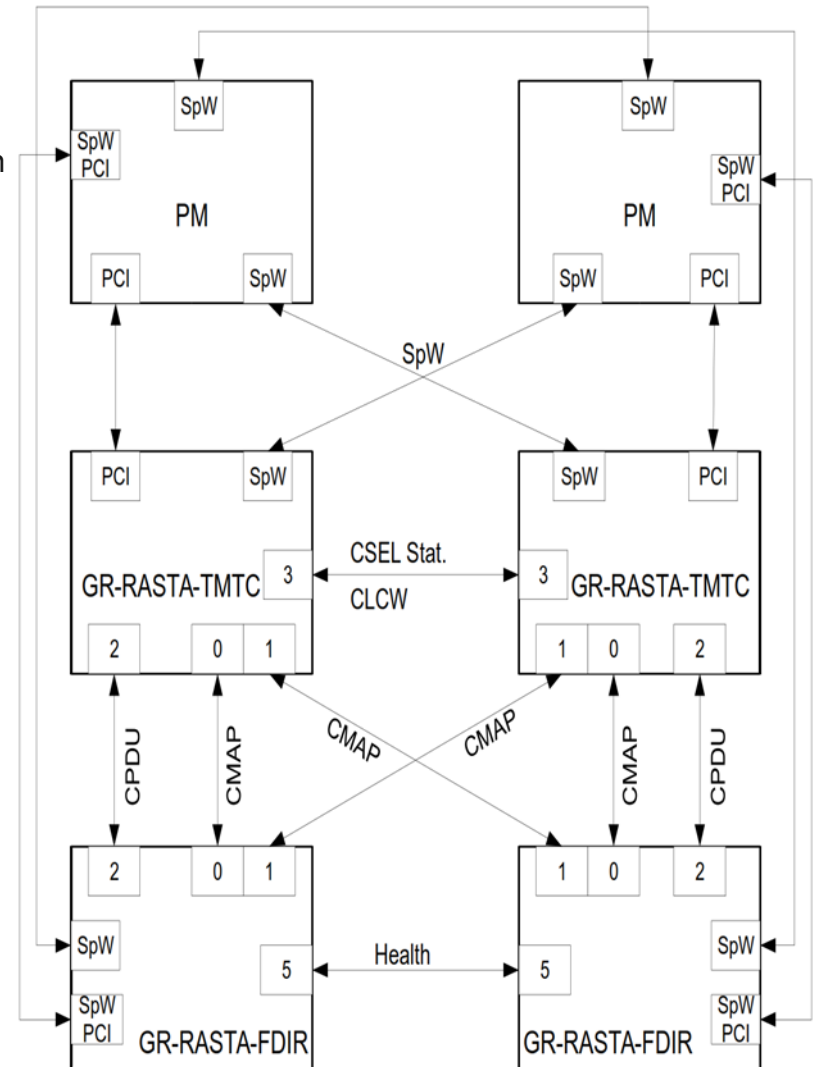 SpW
SpW
n
SpW
PCI
SpW
PCI
PM
PM
PCI
SpW
SpW
PCI
SpW
PCI
SpW
SpW
PCI
CSEL Stat.
3
3
GR-RASTA-TMTC
GR-RASTA-TMTC
CLCW
2
0
1
1
0
2
CPDU
CMAP
CMAP
CMAP
CMAP
CPDU
2
0
1
1
0
2
SpW
Health
SpW
5
5
SpW
PCI
SpW
PCI
GR-RASTA-FDIR
GR-RASTA-FDIR